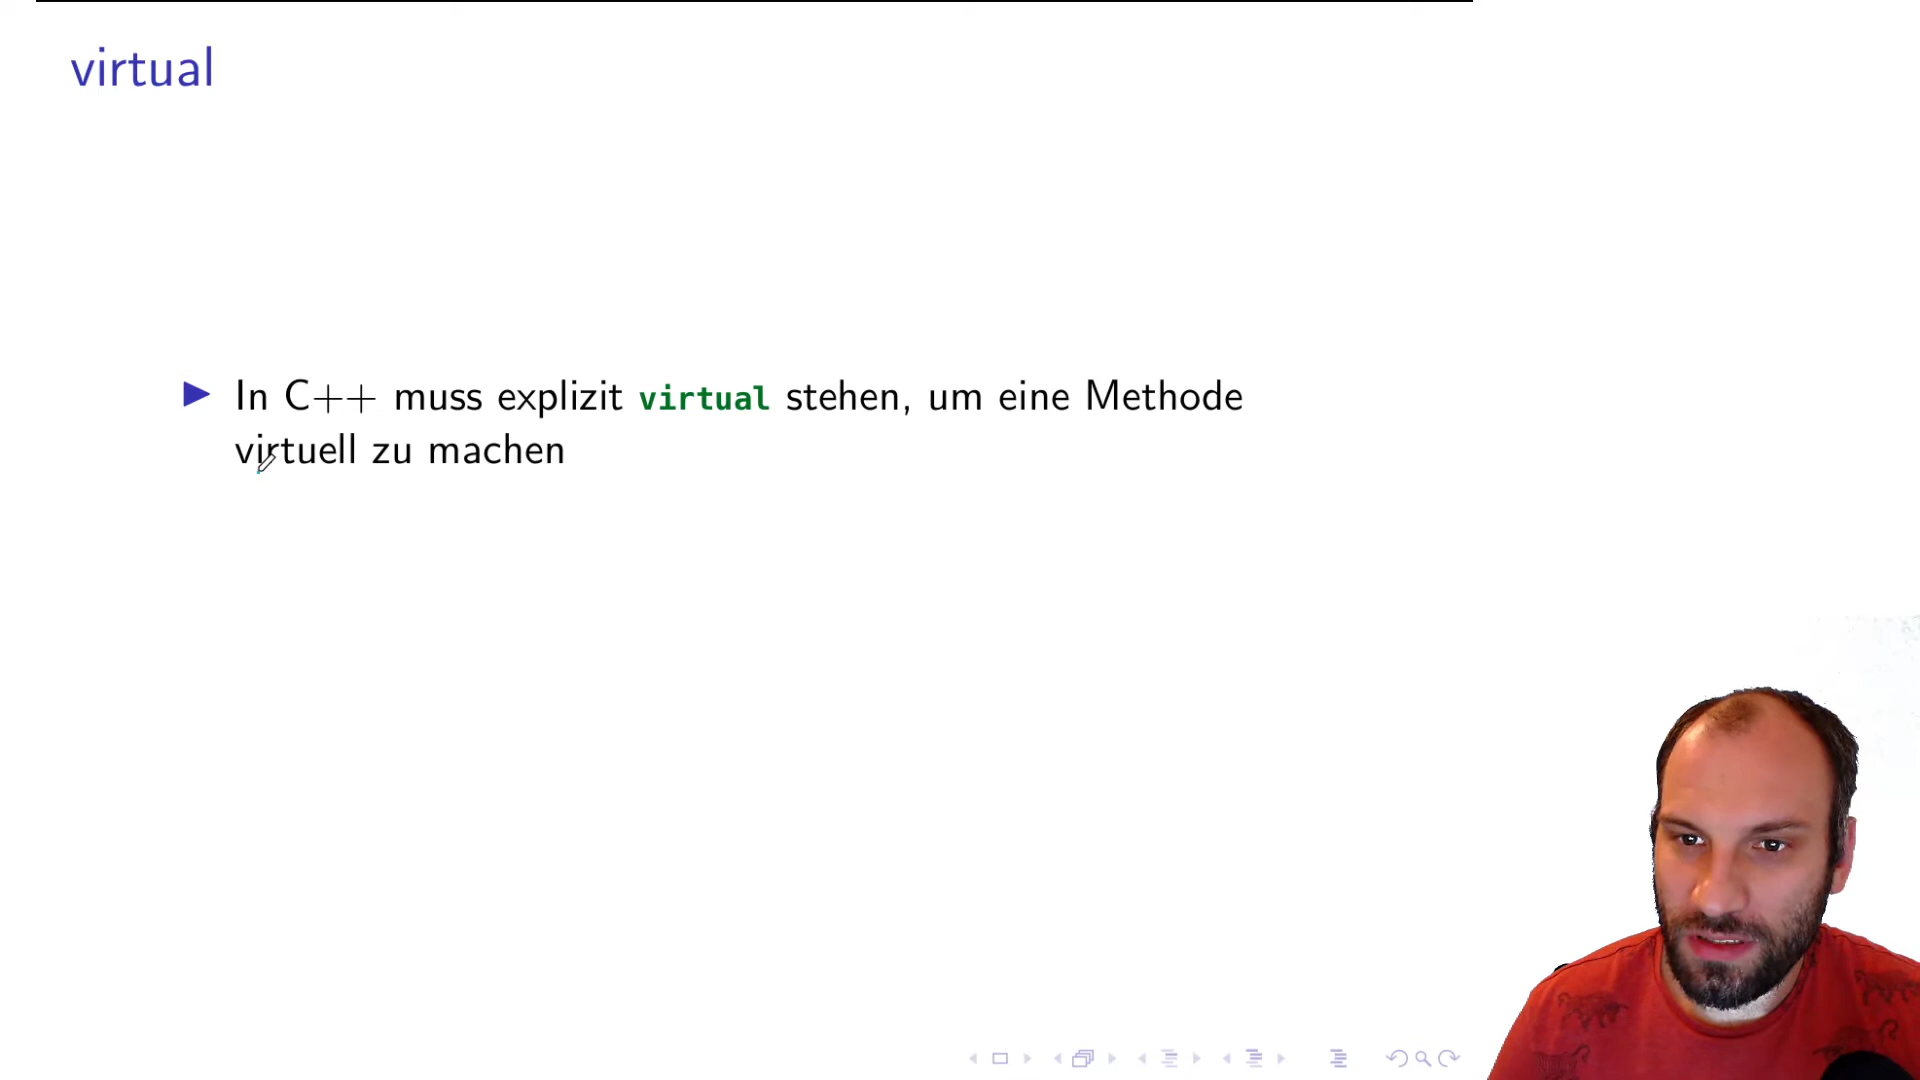 virtual
In C++ muss explizit virtual stehen, um eine Methode
virtuell zu machen